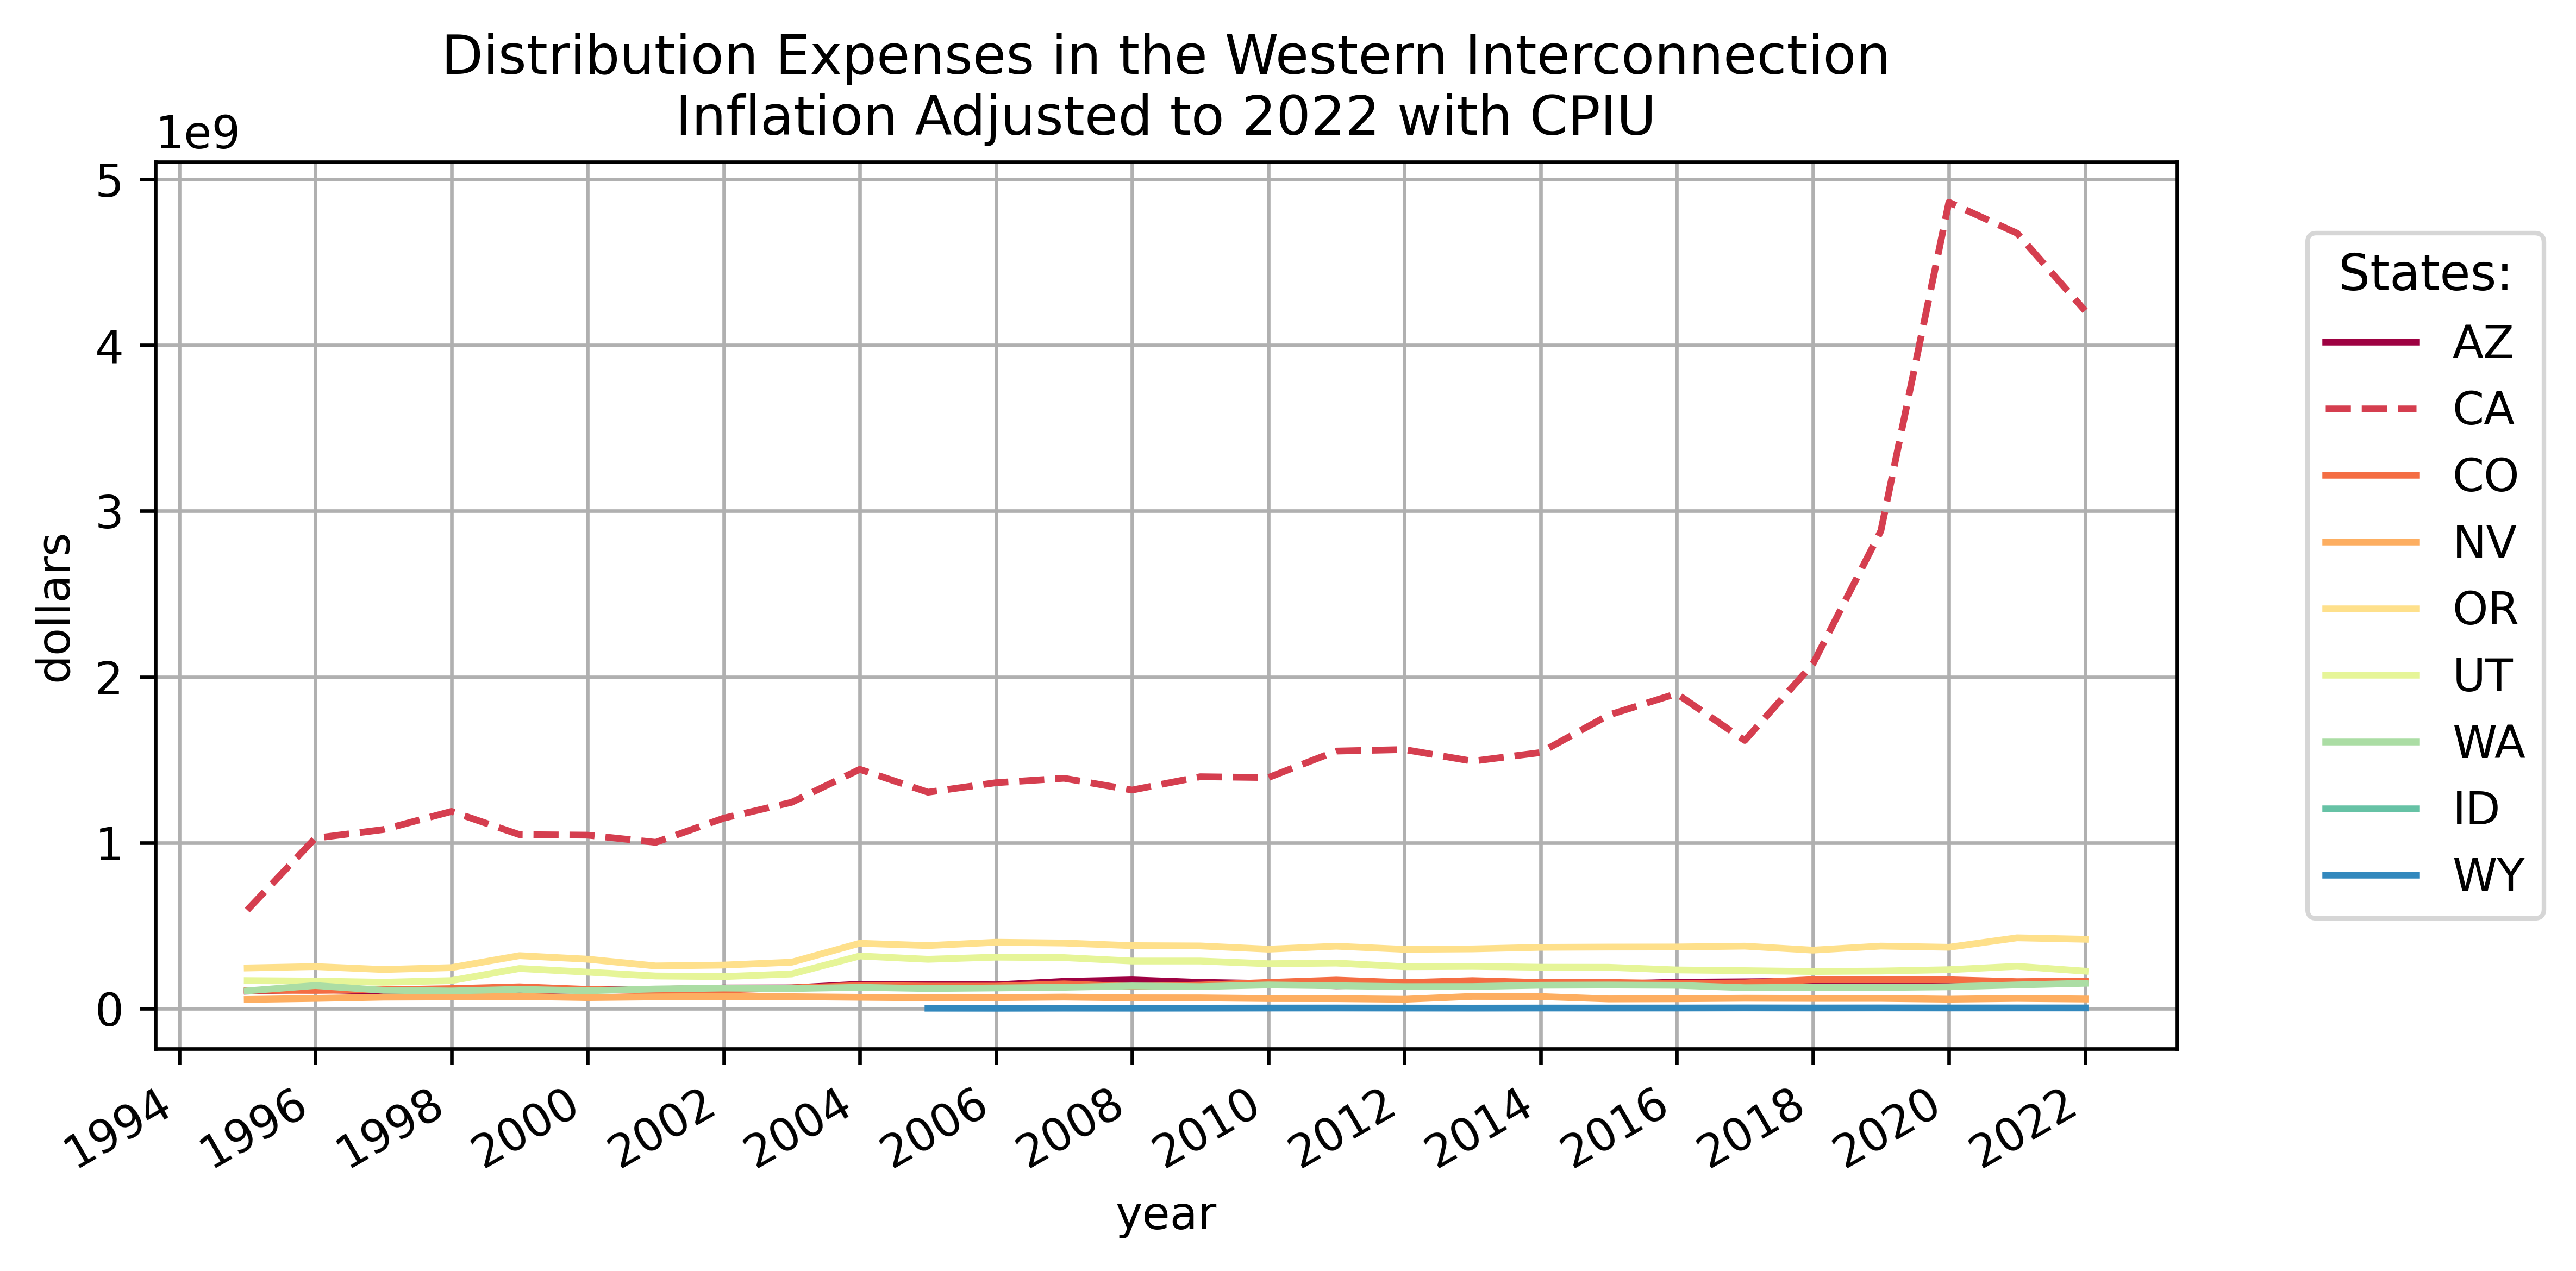 Distribution Expenses in the Western Interconnection
Inflation Adjusted to 2022 with CPIU
1e9
5
4
3
2
1
0
dollars
1994
1996
1998
2000
2002
2004
2006
2008
2010
2012
2014
2016
2018
2020
2022
year
States:
AZ
CA
CO
NV
OR
UT
WA
ID
WY